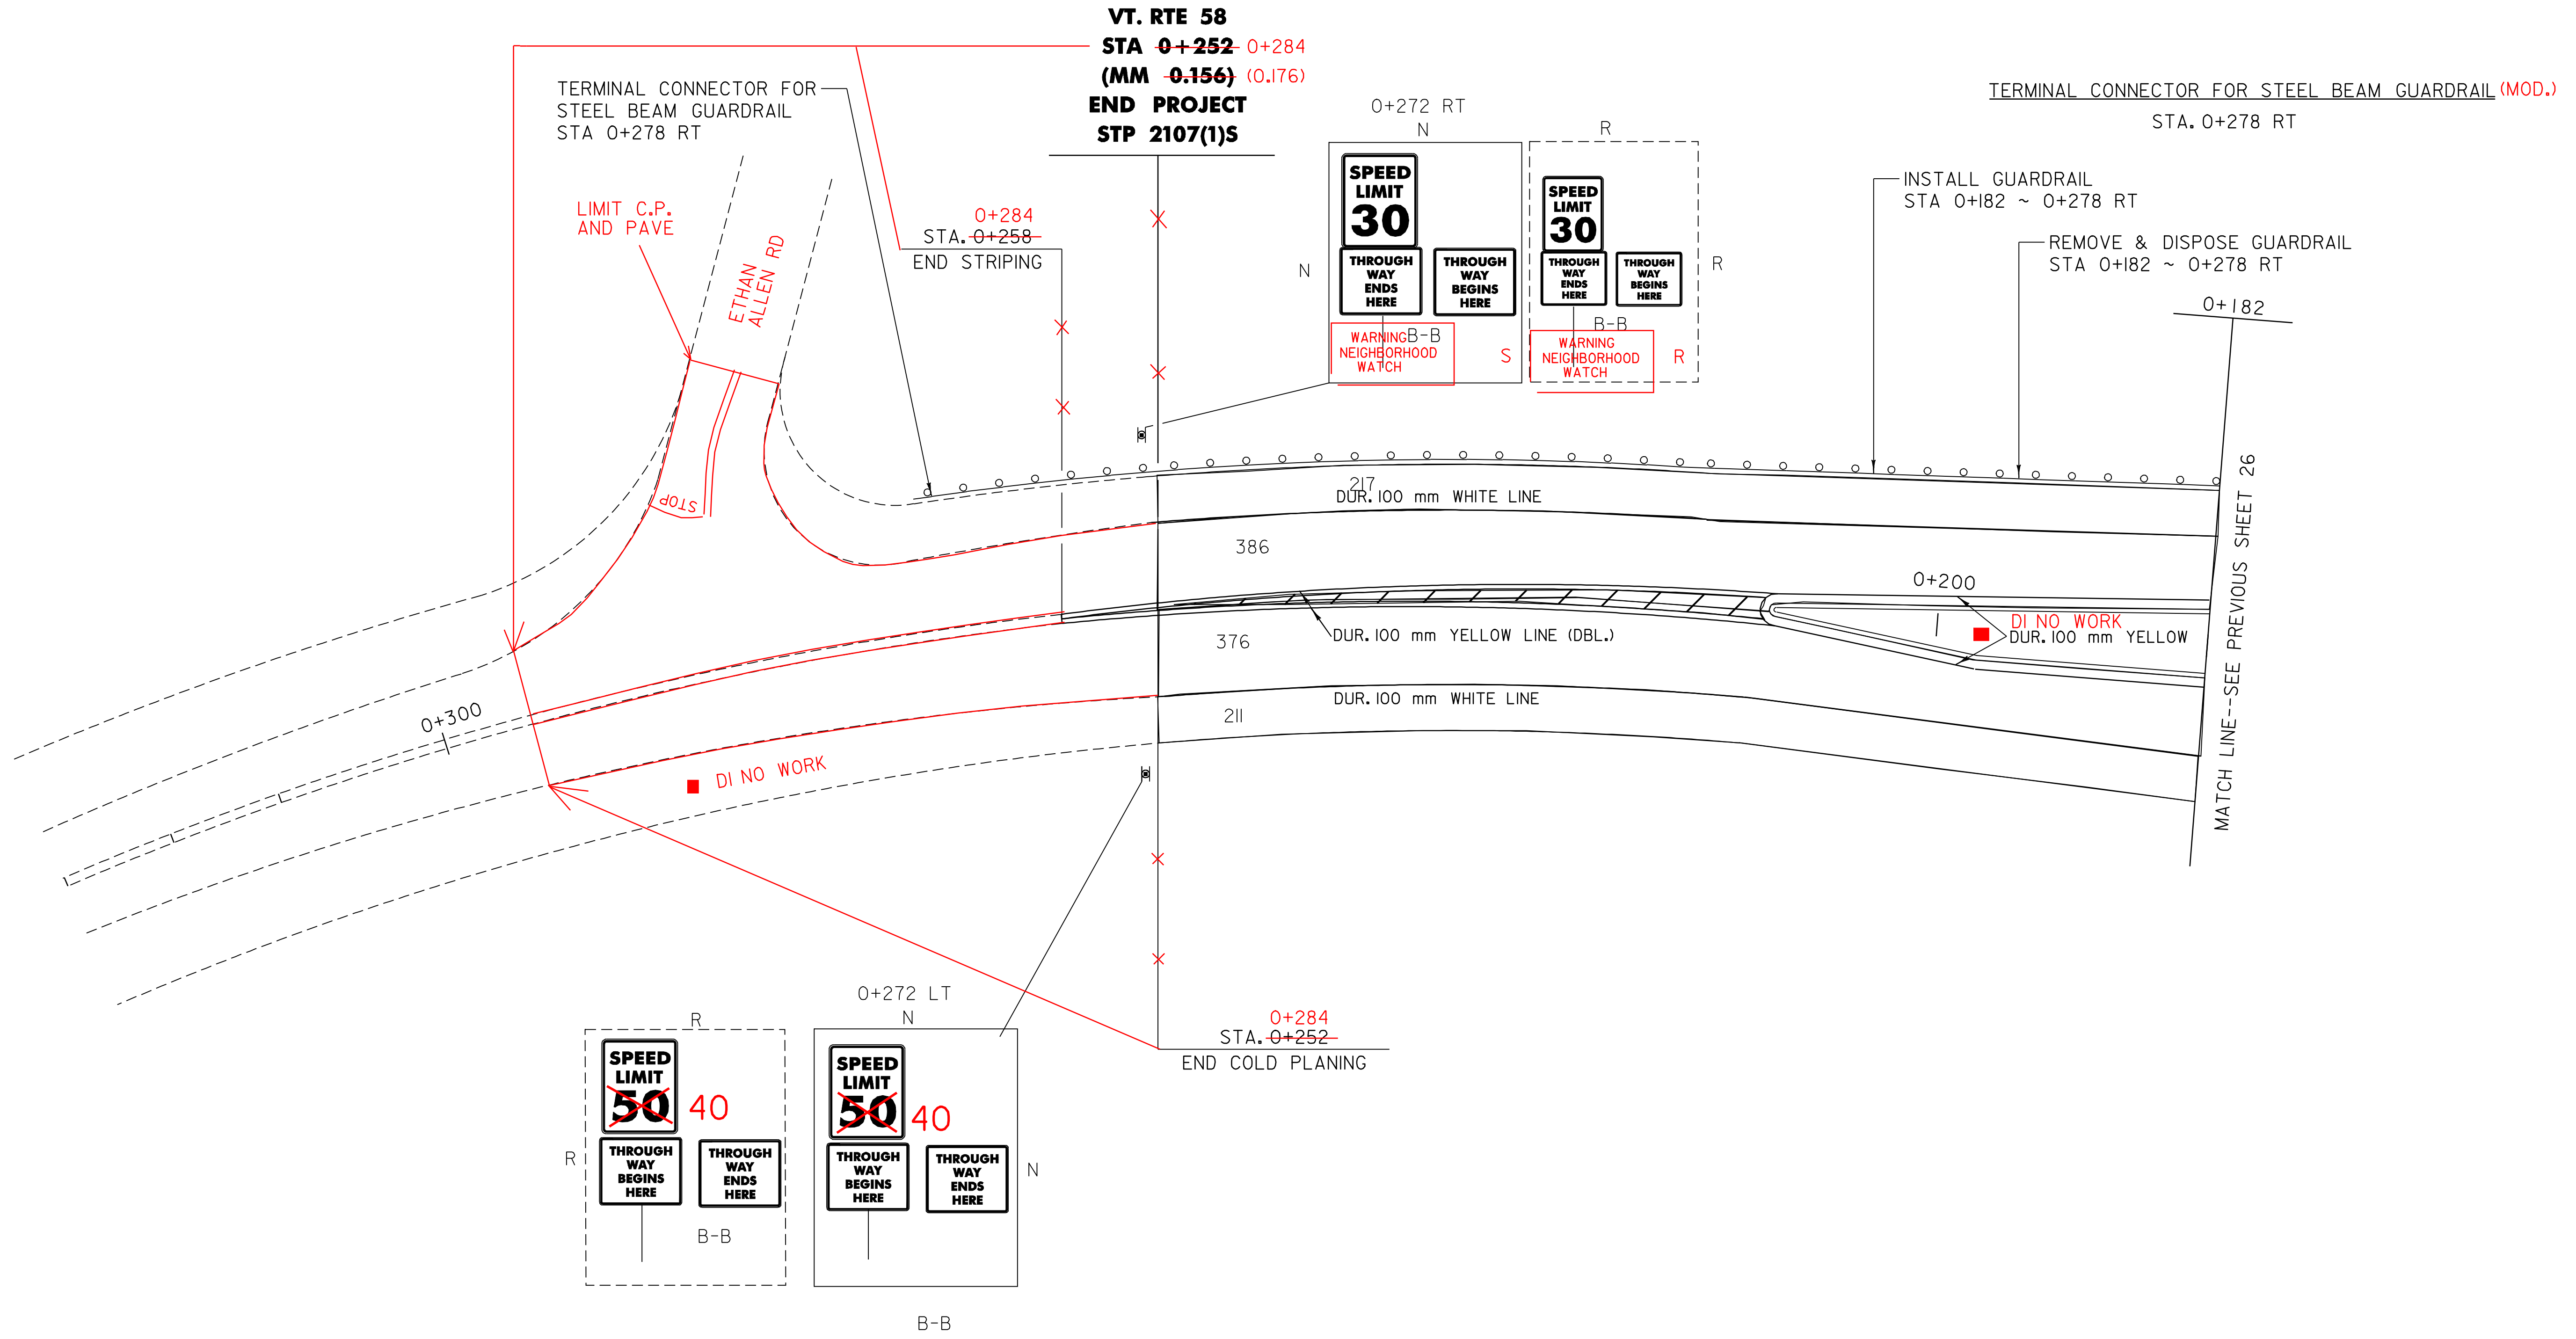 VT. RTE 58
STA 0+252 0+284
(MM 0.156) (0.176)
END PROJECT
STP 2107(1)S
TERMINAL CONNECTOR FOR
STEEL BEAM GUARDRAIL
STA 0+278 RT
TERMINAL CONNECTOR FOR STEEL BEAM GUARDRAIL (MOD.)
STA. 0+278 RT
0+272 RT
N
R
SPEED
LIMIT
30
THROUGH
WAY
ENDS
HERE
THROUGH
WAY
BEGINS
HERE
N
B-B
WARNING
NEIGHBORHOOD
WATCH
S
SPEED
LIMIT
30
THROUGH
WAY
ENDS
HERE
THROUGH
WAY
BEGINS
HERE
R
B-B
WARNING
NEIGHBORHOOD
WATCH
R
INSTALL GUARDRAIL
STA 0+182 ~ 0+278 RT
REMOVE & DISPOSE GUARDRAIL
STA 0+182 ~ 0+278 RT
0+182
LIMIT C.P.
AND PAVE
ETHAN
ALLEN RD
0+284
STA. 0+258
END STRIPING
STOP
217
DUR. 100 mm WHITE LINE
386
0+200
DI NO WORK
DUR. 100 mm YELLOW
DUR. 100 mm YELLOW LINE (DBL.)
376
DUR. 100 mm WHITE LINE
211
MATCH LINE--SEE PREVIOUS SHEET 26
0+300
DI NO WORK
0+284
STA. 0+252
END COLD PLANING
0+272 LT
R
N
SPEED
LIMIT
50 40
THROUGH
WAY
BEGINS
HERE
THROUGH
WAY
ENDS
HERE
R
B-B
SPEED
LIMIT
50 40
THROUGH
WAY
BEGINS
HERE
THROUGH
WAY
ENDS
HERE
N
B-B